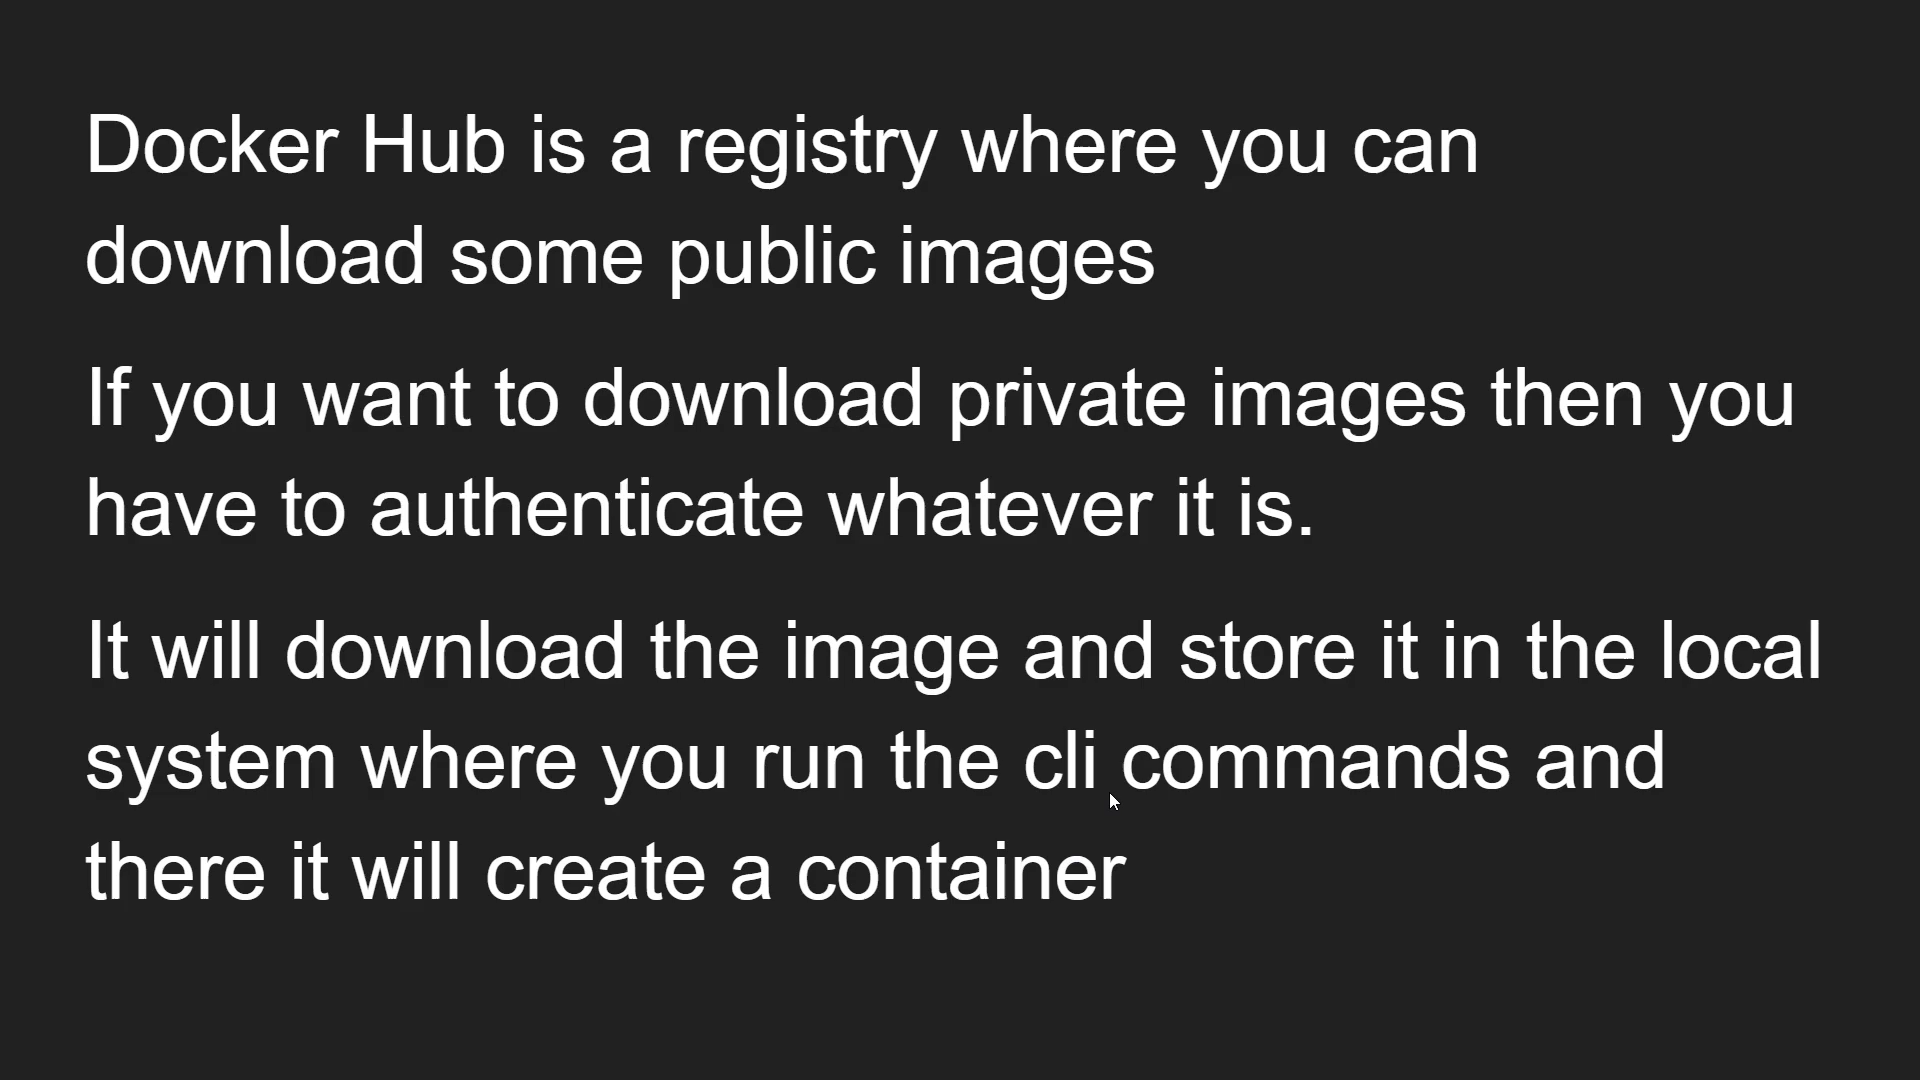 Docker Hub is a registry where you can
download some public images
If you want to download private images then you
have to authenticate whatever it is.
It will download the image and store it in the local
system where you run the cli commands and
there it will create a container